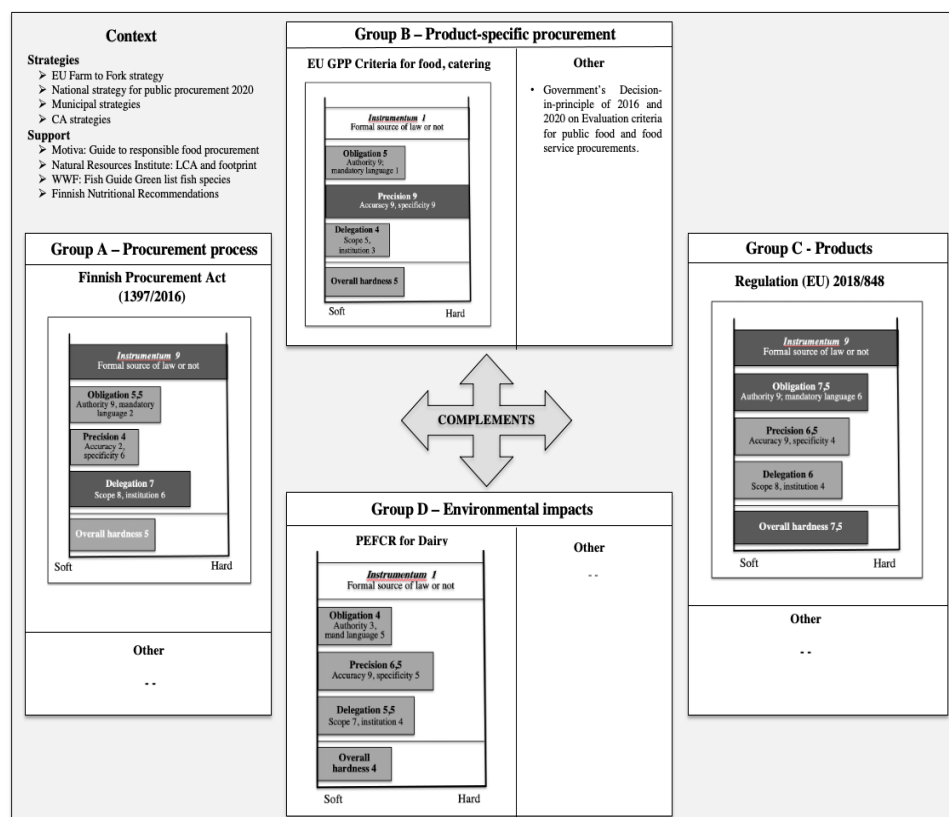 Context
Strategies
➢ EU Farm to Fork strategy
➢ National strategy for public procurement 2020
➢ Municipal strategies
➢ CA strategies
Support
➢ Motiva: Guide to responsible food procurement
➢ Natural Resources Institute: LCA and footprint
➢ WWF: Fish Guide Green list fish species
➢ Finnish Nutritional Recommendations
Group B – Product-specific procurement
EU GPP Criteria for food, catering
Instrumentum 1
Formal source of law or not
Obligation 5
Authority 9;
mandatory language 1
Precision 9
Accuracy 9, specificity 9
Delegation 4
Scope 5,
institution 3
Overall hardness 5
Soft
Hard
Other
• Government's Decision-
in-principle of 2016 and
2020 on Evaluation criteria
for public food and food
service procurements.
Group A – Procurement process
Finnish Procurement Act
(1397/2016)
Instrumentum 9
Formal source of law or not
Obligation 5,5
Authority 9, mandatory
language 2
Precision 4
Accuracy 2,
specificity 6
Delegation 7
Scope 8, institution 6
Overall hardness 5
Soft
Hard
Other
- -
COMPLEMENTS
Group C - Products
Regulation (EU) 2018/848
Instrumentum 9
Formal source of law or not
Obligation 7,5
Authority 9; mandatory language 6
Precision 6,5
Accuracy 9, specificity 4
Delegation 6
Scope 8, institution 4
Overall hardness 7,5
Soft
Hard
Other
- -
Group D – Environmental impacts
PEFCR for Dairy
Instrumentum 1
Formal source of law or not
Obligation 4
Authority 3,
mand language 5
Precision 6,5
Accuracy 9, specificity 5
Delegation 5,5
Scope 7, institution 4
Overall
hardness 4
Soft
Hard
Other
- -